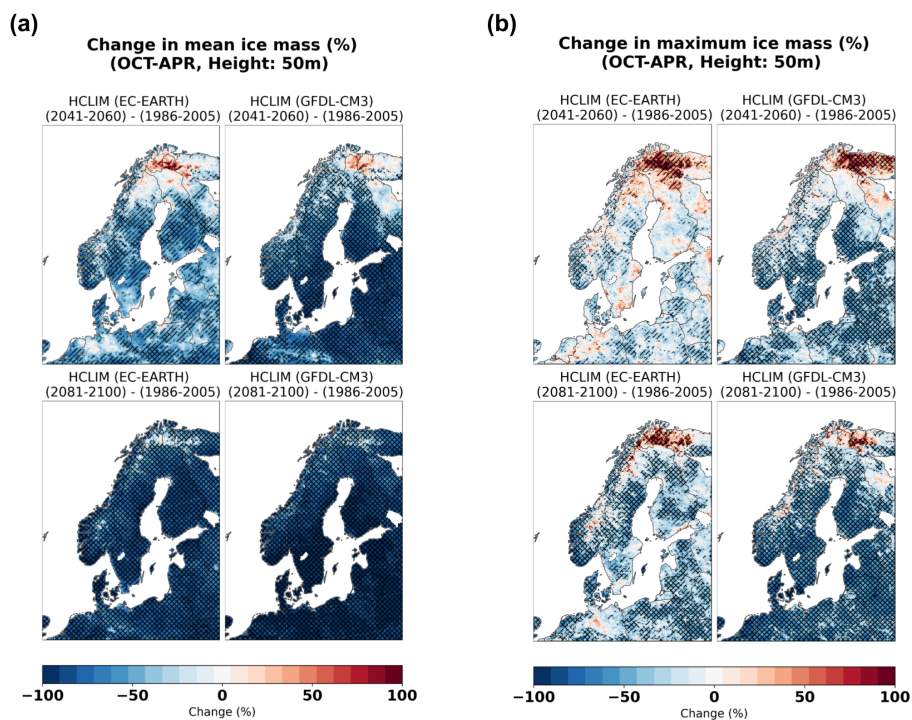 (a)
Change in mean ice mass (%)
(OCT-APR, Height: 50m)
HCLIM (EC-EARTH)
(2041-2060) - (1986-2005)
HCLIM (GFDL-CM3)
(2041-2060) - (1986-2005)
HCLIM (EC-EARTH)
(2081-2100) - (1986-2005)
HCLIM (GFDL-CM3)
(2081-2100) - (1986-2005)
−100 −50 0 50 100
Change (%)
(b)
Change in maximum ice mass (%)
(OCT-APR, Height: 50m)
HCLIM (EC-EARTH)
(2041-2060) - (1986-2005)
HCLIM (GFDL-CM3)
(2041-2060) - (1986-2005)
HCLIM (EC-EARTH)
(2081-2100) - (1986-2005)
HCLIM (GFDL-CM3)
(2081-2100) - (1986-2005)
−100 −50 0 50 100
Change (%)